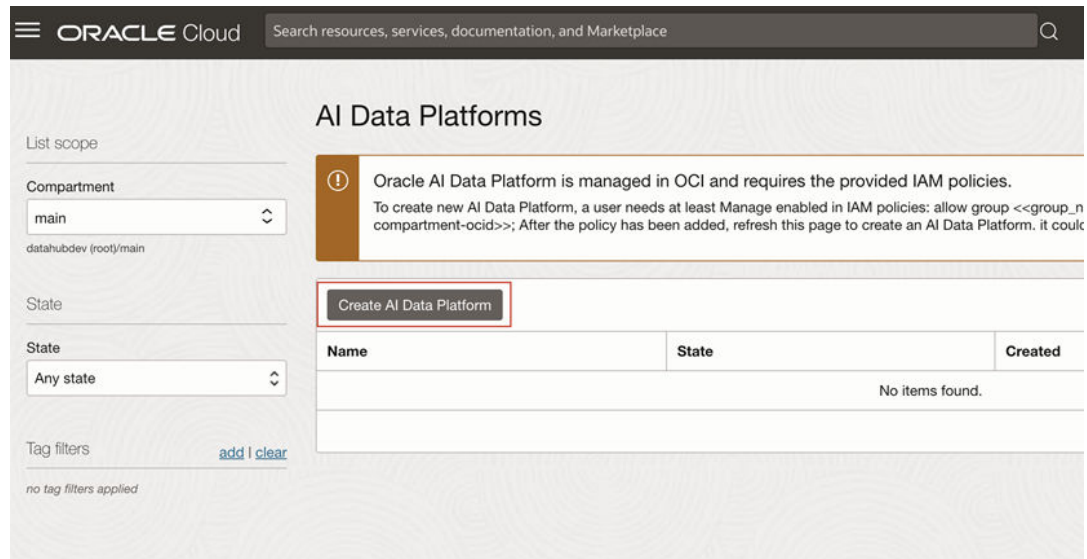 ORACLE Cloud
Search resources, services, documentation, and Marketplace
AI Data Platforms
List scope
Compartment
main
datahubdev (root)/main
Oracle AI Data Platform is managed in OCI and requires the provided IAM policies.
To create new AI Data Platform, a user needs at least Manage enabled in IAM policies: allow group <<group_n
compartment-ocid>>; After the policy has been added, refresh this page to create an AI Data Platform. it could
State
State
Any state
Tag filters
add | clear
no tag filters applied
Create AI Data Platform
Name State Created
No items found.